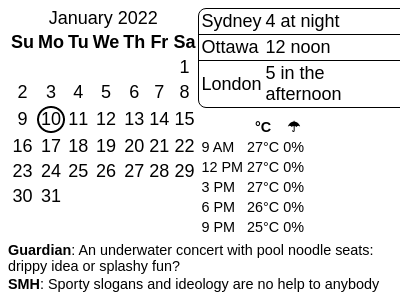 January 2022
Su Mo Tu We Th Fr Sa
1
2 3 4 5 6 7 8
9 10 11 12 13 14 15
16 17 18 19 20 21 22
23 24 25 26 27 28 29
30 31
Sydney 4 at night
Ottawa 12 noon
London 5 in the
afternoon
°C ☂
9 AM 27°C 0%
12 PM 27°C 0%
3 PM 27°C 0%
6 PM 26°C 0%
9 PM 25°C 0%
Guardian: An underwater concert with pool noodle seats:
drippy idea or splashy fun?
SMH: Sporty slogans and ideology are no help to anybody